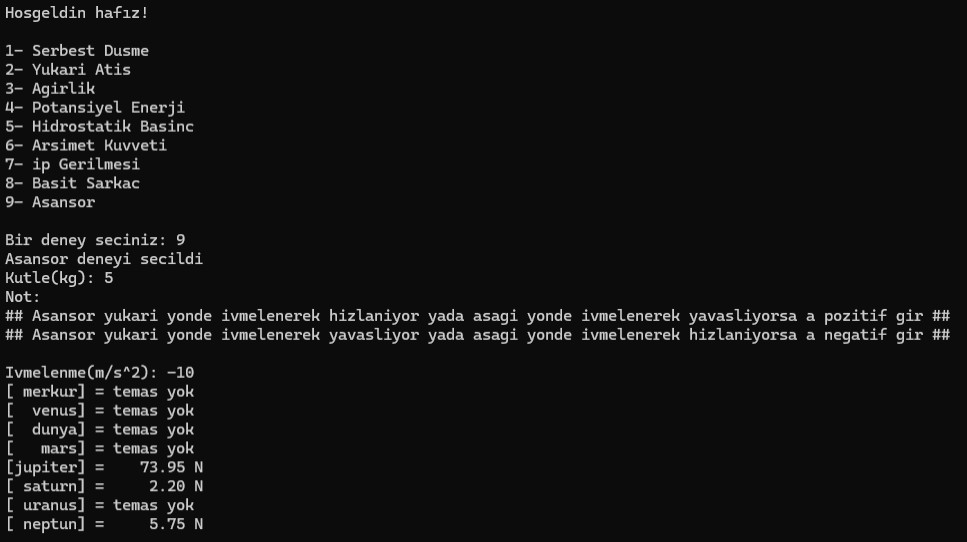 Hosgeldin hafız!
1- Serbest Dusme
2- Yukari Atis
3- Agirlik
4- Potansiyel Enerji
5- Hidrostatik Basinc
6- Arsimet Kuvveti
7- ip Gerilmesi
8- Basit Sarkac
9- Asansor
Bir deney seciniz: 9
Asansor deneyi secildi
Kutle(kg): 5
Not:
## Asansor yukari yonde ivmelenerek hizlaniyor yada asagi yonde ivmelenerek yavasliyorsa a pozitif gir ##
## Asansor yukari yonde ivmelenerek yavasliyor yada asagi yonde ivmelenerek hizlaniyorsa a negatif gir ##
Ivmelenme(m/s^2): -10
[ merkur] = temas yok
[  venus] = temas yok
[  dunya] = temas yok
[   mars] = temas yok
[jupiter] =    73.95 N
[ saturn] =     2.20 N
[ uranus] = temas yok
[ neptun] =     5.75 N